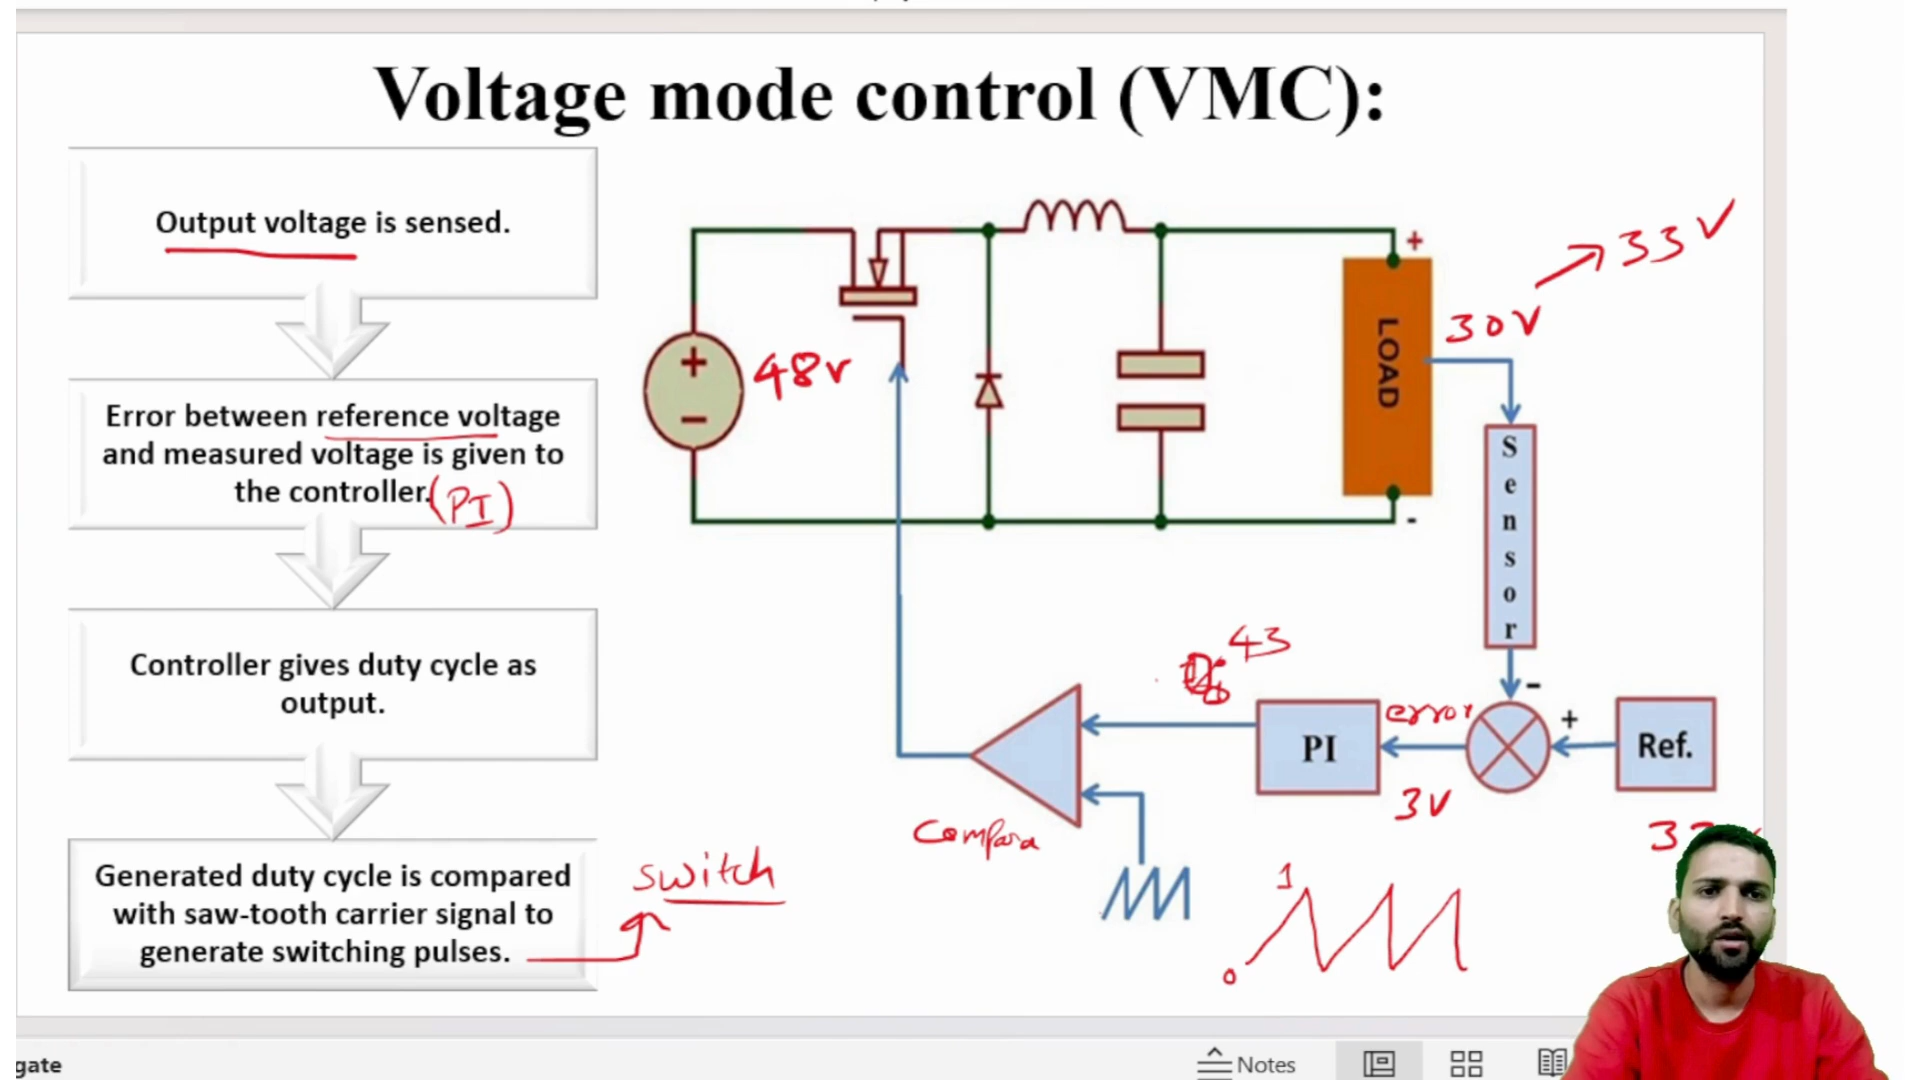 Voltage mode control (VMC):
Output voltage is sensed.
Error between reference voltage
and measured voltage is given to
the controller.
(PI)
Controller gives duty cycle as
output.
Generated duty cycle is compared
with saw-tooth carrier signal to
generate switching pulses.
switch
48v
+
-
+
LOAD
-
30V
33V
Sensor
-
+
Ref.
error
3V
PI
43
Compara
1
0
gate
Notes